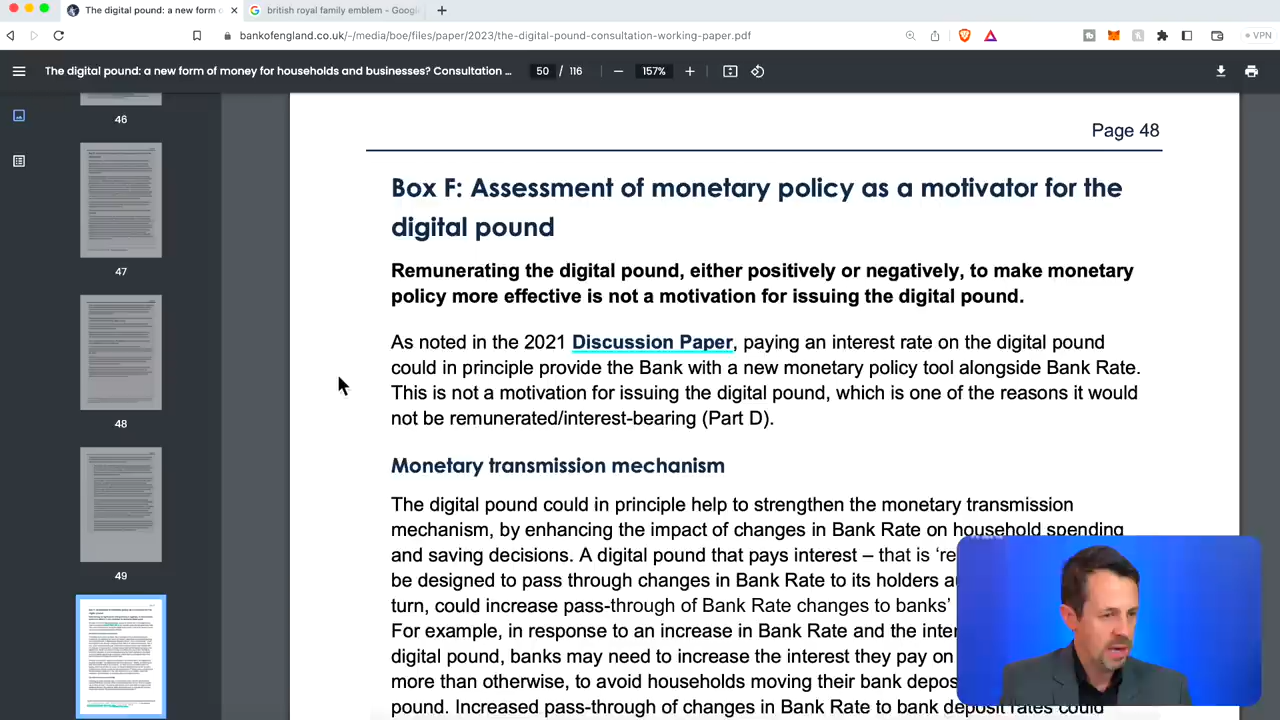 The digital pound: a new form o
british royal family emblem - Googl
bankofengland.co.uk/-/media/boe/files/paper/2023/the-digital-pound-consultation-working-paper.pdf
VPN
The digital pound: a new form of money for households and businesses? Consultation ...
50 / 116
157%
46
47
48
49
Page 48
Box F: Assessment of monetary policy as a motivator for the
digital pound
Remunerating the digital pound, either positively or negatively, to make monetary
policy more effective is not a motivation for issuing the digital pound.
As noted in the 2021 Discussion Paper, paying an interest rate on the digital pound
could in principle provide the Bank with a new monetary policy tool alongside Bank Rate.
This is not a motivation for issuing the digital pound, which is one of the reasons it would
not be remunerated/interest-bearing (Part D).
Monetary transmission mechanism
The digital pound could in principle help to strengthen the monetary transmission
mechanism, by enhancing the impact of changes in Bank Rate on household spending
and saving decisions. A digital pound that pays interest – that is ‘re
be designed to pass through changes in Bank Rate to its holders au
turn, could increase pass-through of Bank Rate changes to banks’
For example, in response to an increase in Bank Rate and the inte
digital pound, banks may need to increase the interest they pay on
more than otherwise, to avoid households moving their bank depos
pound. Increased pass-through of changes in Bank Rate to bank deposit rates could